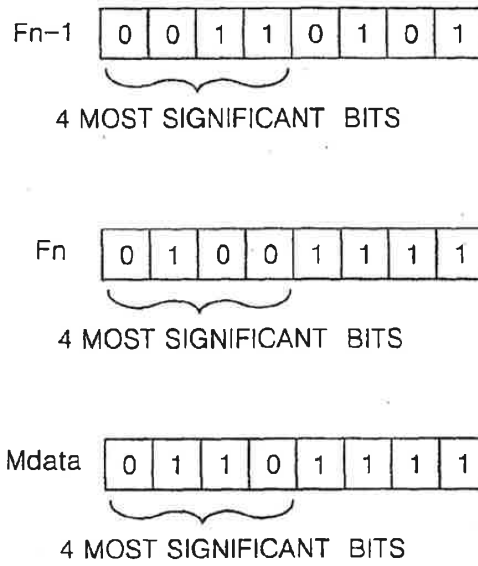 Fn-1 0 0 1 1 0 1 0 1
4 MOST SIGNIFICANT BITS
Fn 0 1 0 0 1 1 1 1
4 MOST SIGNIFICANT BITS
Mdata 0 1 1 0 1 1 1 1
4 MOST SIGNIFICANT BITS